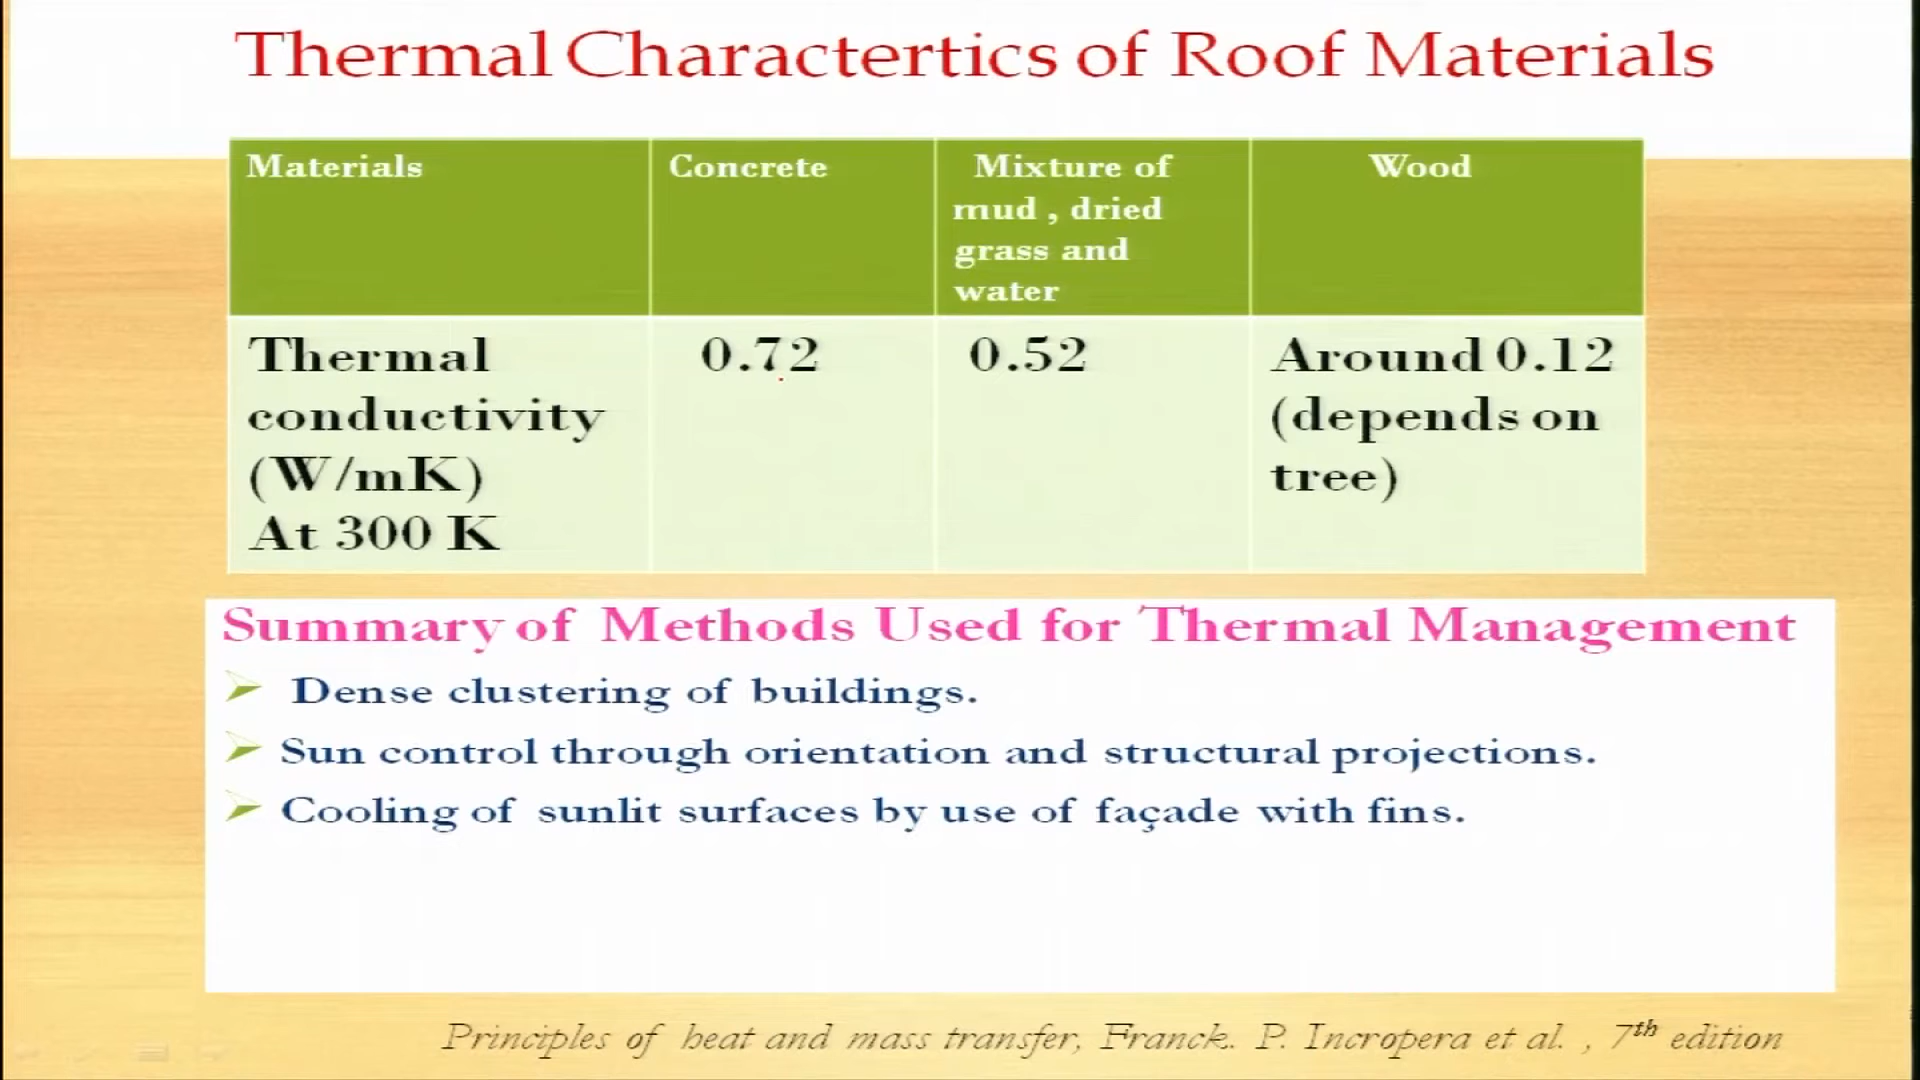 Thermal Charactertics of Roof Materials
Materials
Concrete
Mixture of
mud , dried
grass and
water
Wood
Thermal
conductivity
(W/mK)
At 300 K
0.72
0.52
Around 0.12
(depends on
tree)
Summary of Methods Used for Thermal Management
Dense clustering of buildings.
Sun control through orientation and structural projections.
Cooling of sunlit surfaces by use of façade with fins.
Principles of heat and mass transfer, Franck. P. Incropera et al. , 7th edition